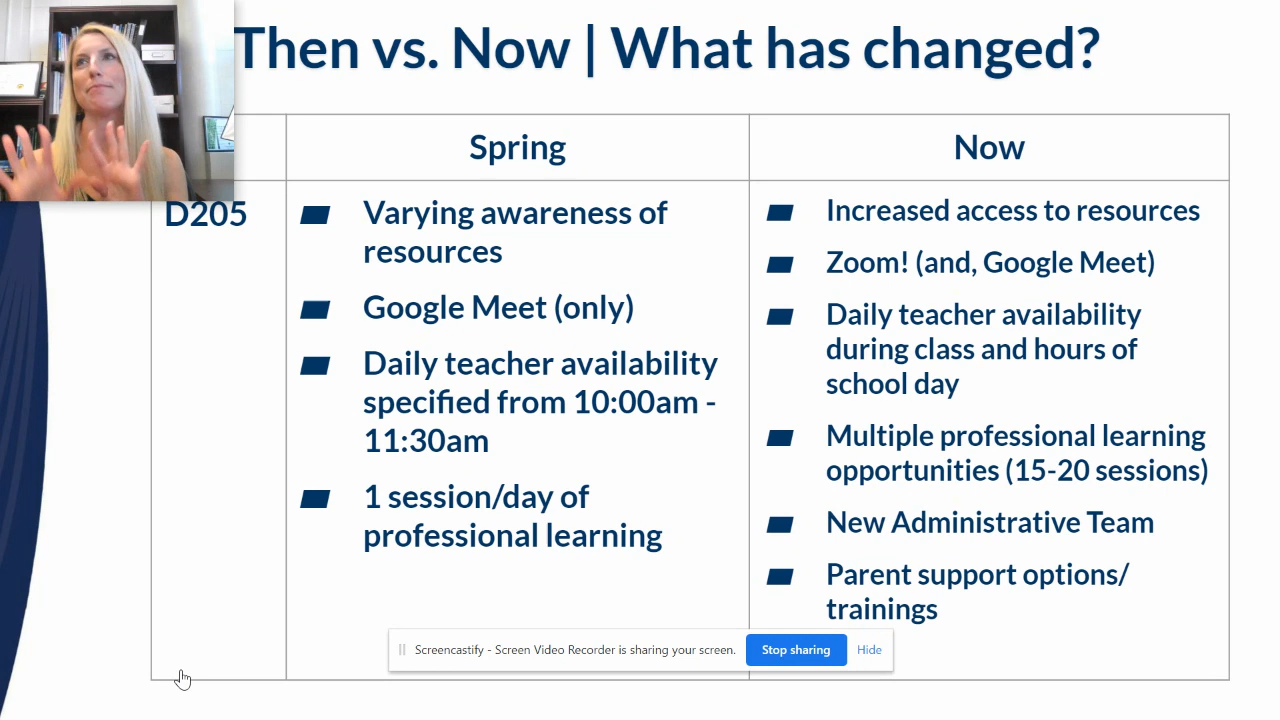 Then vs. Now | What has changed?
Spring
Now
D205
Varying awareness of
resources
Google Meet (only)
Daily teacher availability
specified from 10:00am -
11:30am
1 session/day of
professional learning
Increased access to resources
Zoom! (and, Google Meet)
Daily teacher availability
during class and hours of
school day
Multiple professional learning
opportunities (15-20 sessions)
New Administrative Team
Parent support options/
trainings
Screencastify - Screen Video Recorder is sharing your screen.
Stop sharing
Hide